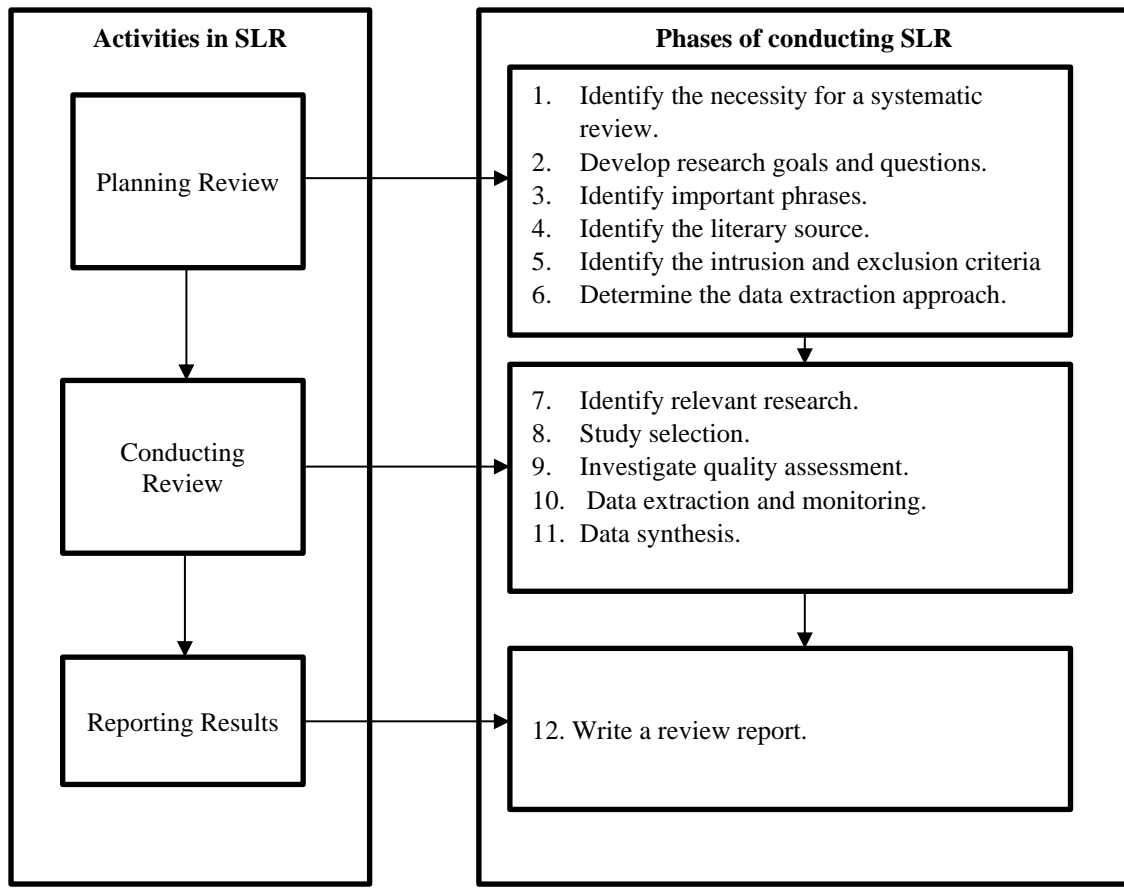 Activities in SLR
Planning Review
Conducting
Review
Reporting Results
Phases of conducting SLR
1. Identify the necessity for a systematic
review.
2. Develop research goals and questions.
3. Identify important phrases.
4. Identify the literary source.
5. Identify the intrusion and exclusion criteria
6. Determine the data extraction approach.
7. Identify relevant research.
8. Study selection.
9. Investigate quality assessment.
10. Data extraction and monitoring.
11. Data synthesis.
12. Write a review report.